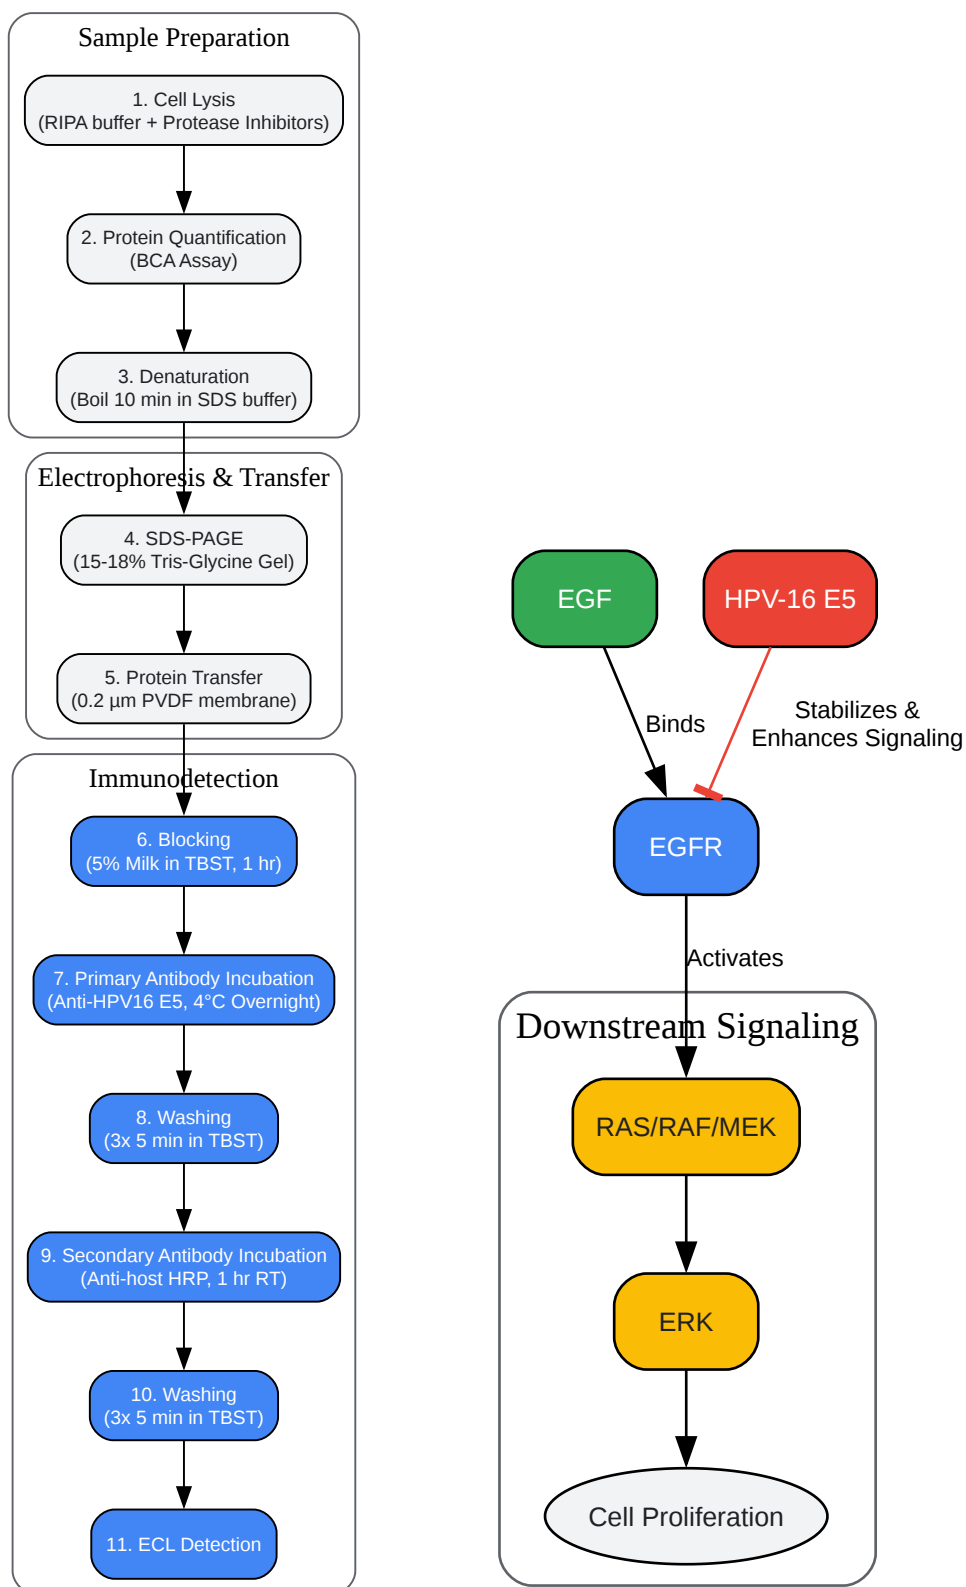 Sample Preparation
1. Cell Lysis
(RIPA buffer + Protease Inhibitors)
2. Protein Quantification
(BCA Assay)
3. Denaturation
(Boil 10 min in SDS buffer)
Electrophoresis & Transfer
4. SDS-PAGE
(15-18% Tris-Glycine Gel)
5. Protein Transfer
(0.2 µm PVDF membrane)
Immunodetection
6. Blocking
(5% Milk in TBST, 1 hr)
7. Primary Antibody Incubation
(Anti-HPV16 E5, 4°C Overnight)
8. Washing
(3x 5 min in TBST)
9. Secondary Antibody Incubation
(Anti-host HRP, 1 hr RT)
10. Washing
(3x 5 min in TBST)
11. ECL Detection
EGF
HPV-16 E5
Binds
Stabilizes &
Enhances Signaling
EGFR
Activates
Downstream Signaling
RAS/RAF/MEK
ERK
Cell Proliferation